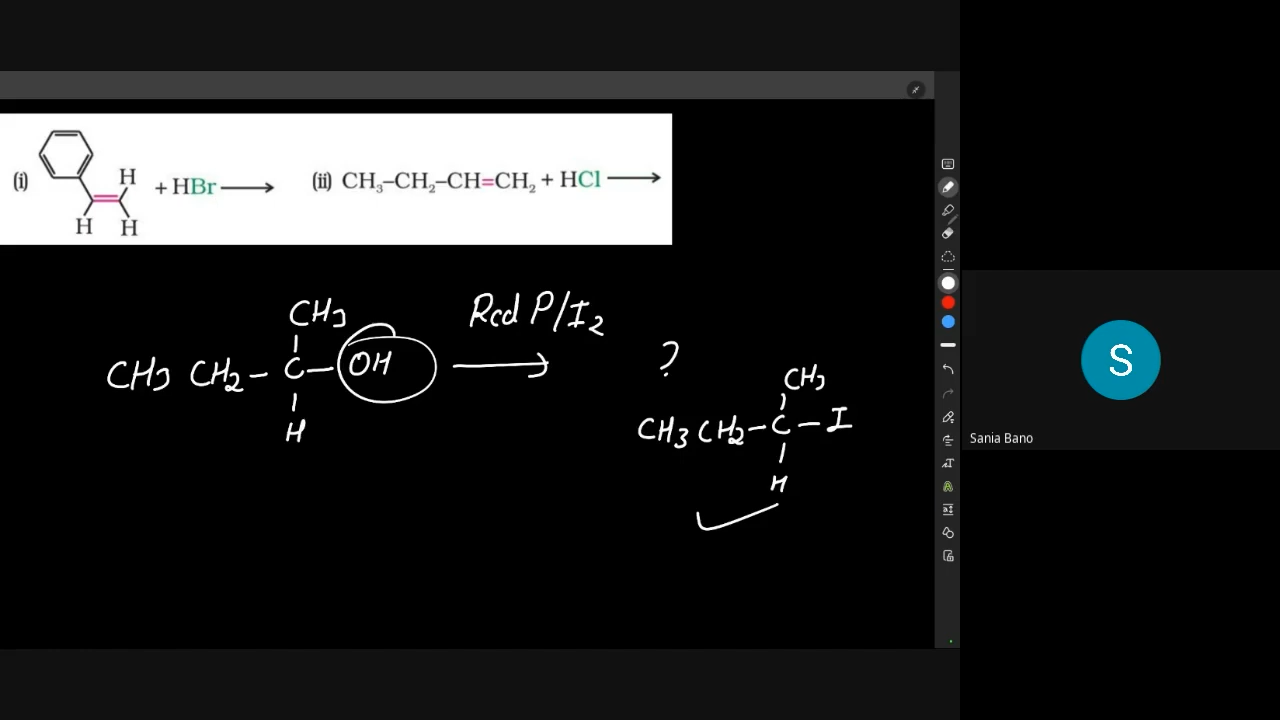 (i) H H H + HBr ⟶ (ii) CH₃–CH₂–CH=CH₂ + HCl ⟶
CH3
CH3 CH2 – C – OH
H
Red P/I2
?
CH3
CH3 CH2 – C – I
H
S
Sania Bano